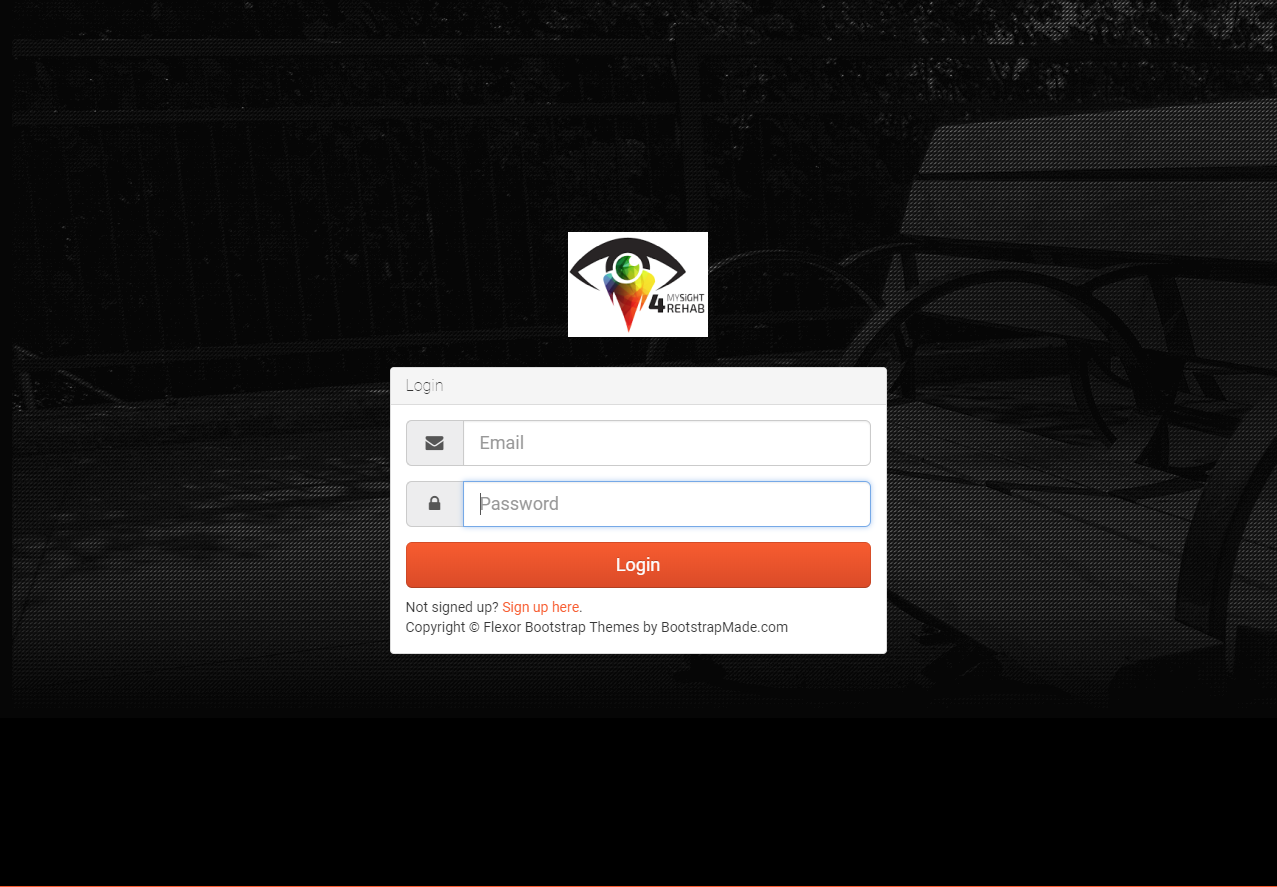 MYSIGHT
4 REHAB
Login
Email
Password
Login
Not signed up? Sign up here.
Copyright © Flexor Bootstrap Themes by BootstrapMade.com